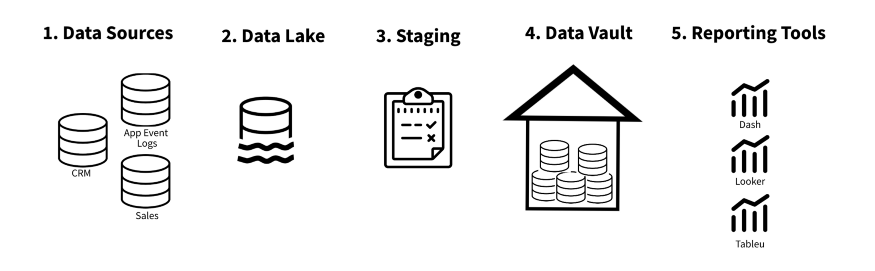 1. Data Sources
2. Data Lake
3. Staging
4. Data Vault
5. Reporting Tools
App Event
Logs
CRM
Sales
Dash
Looker
Tableu